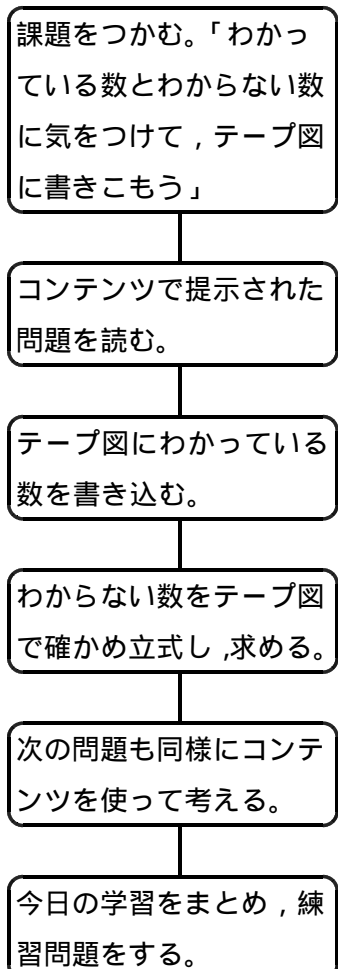 課題をつかむ。「わかっ
ている数とわからない数
に気をつけて，テープ図
に書きこもう」
コンテンツで提示された
問題を読む。
テープ図にわかっている
数を書き込む。
わからない数をテープ図
で確かめ立式し，求める。
次の問題も同様にコンテ
ンツを使って考える。
今日の学習をまとめ，練
習問題をする。